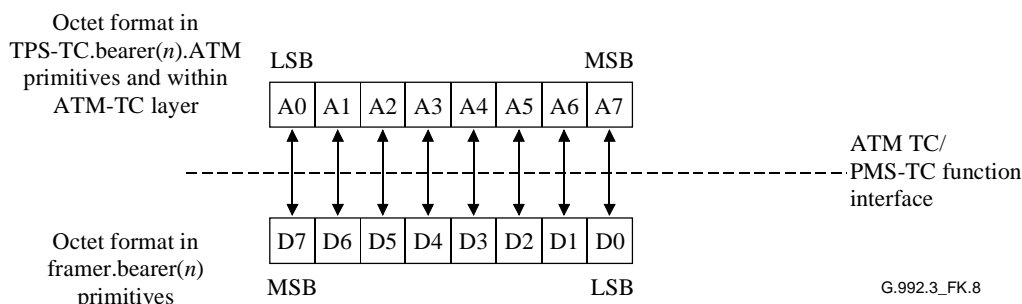 Octet format in
TPS-TC.bearer(n).ATM
primitives and within
ATM-TC layer
LSB MSB
A0 A1 A2 A3 A4 A5 A6 A7
ATM TC/
PMS-TC function
interface
D7 D6 D5 D4 D3 D2 D1 D0
Octet format in
framer.bearer(n)
primitives
MSB LSB
G.992.3_FK.8